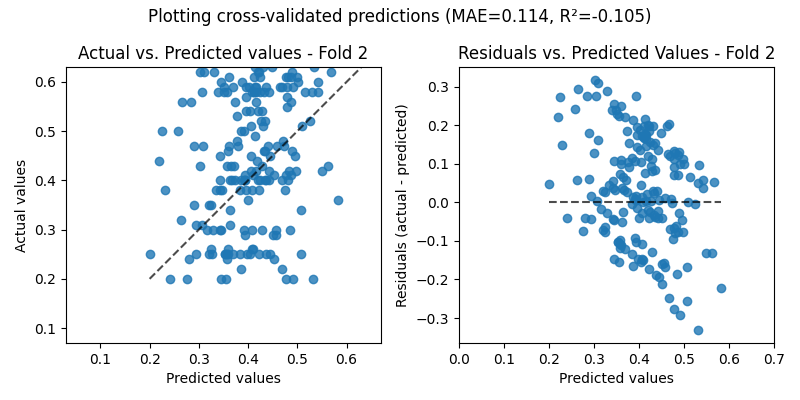 Plotting cross-validated predictions (MAE=0.114, R²=-0.105)
Actual vs. Predicted values - Fold 2
Actual values
0.6
0.5
0.4
0.3
0.2
0.1
0.1 0.2 0.3 0.4 0.5 0.6
Predicted values
Residuals vs. Predicted Values - Fold 2
Residuals (actual - predicted)
0.3
0.2
0.1
0.0
−0.1
−0.2
−0.3
0.0 0.1 0.2 0.3 0.4 0.5 0.6 0.7
Predicted values